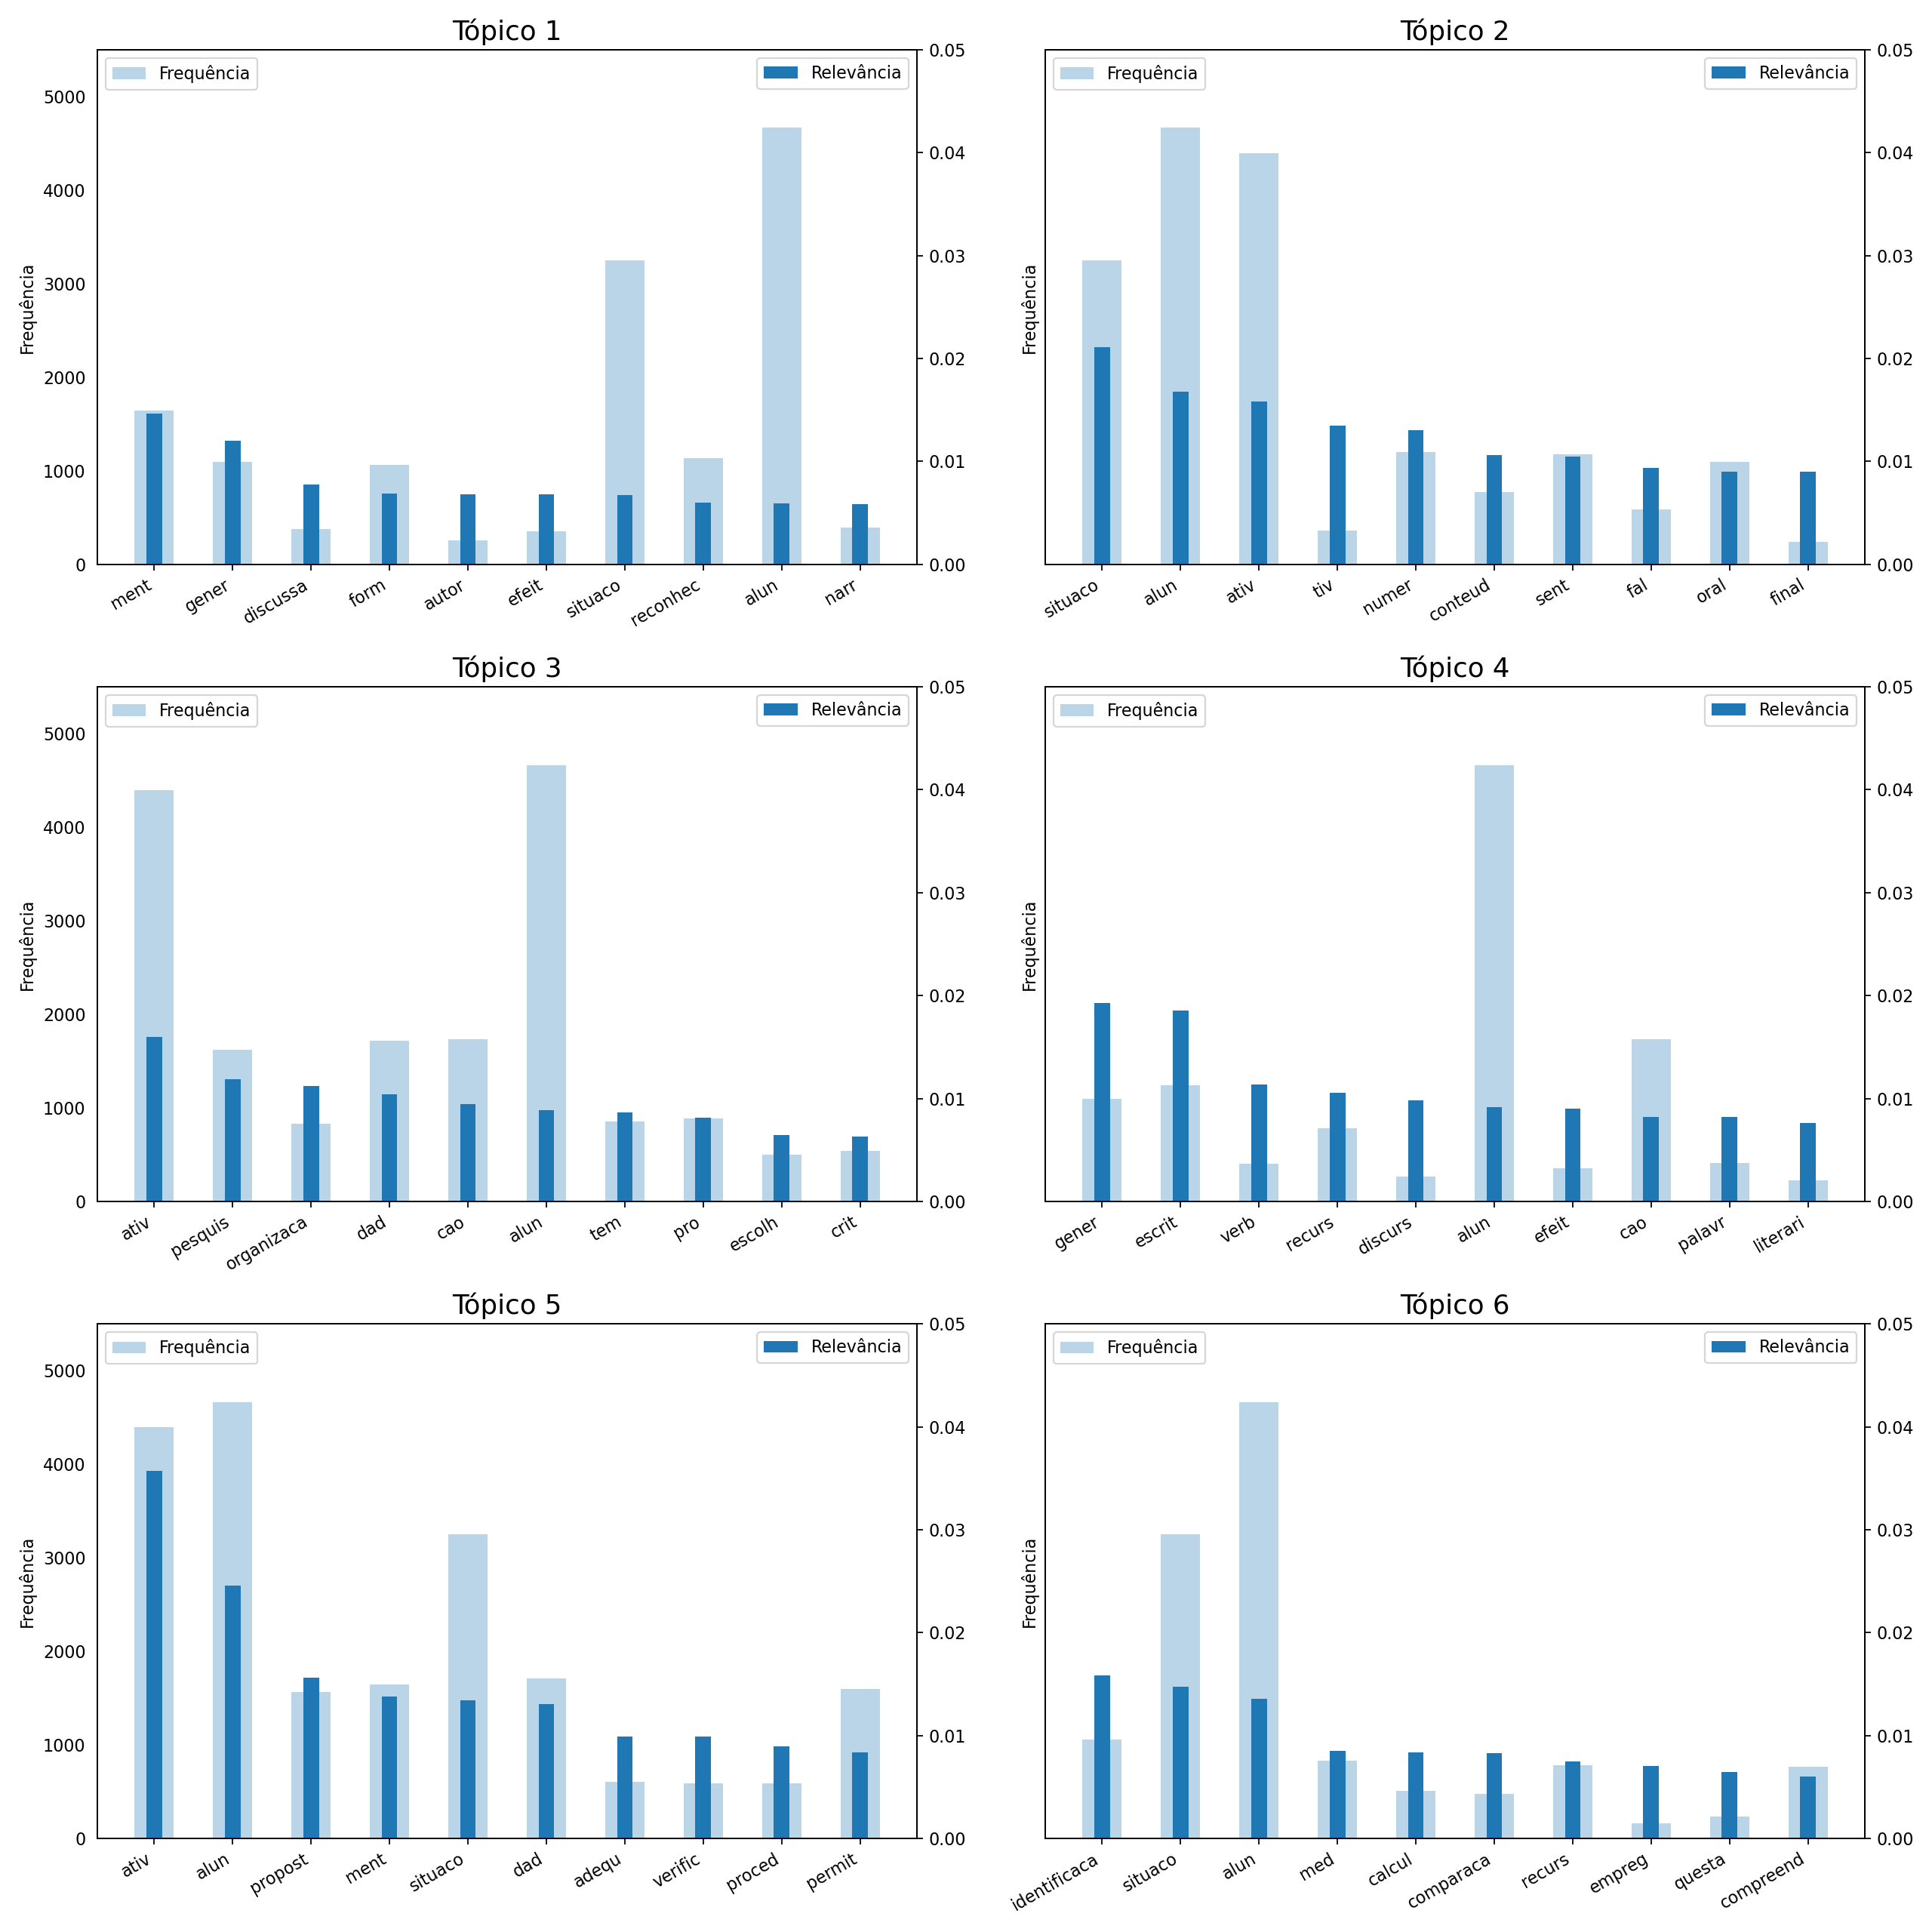 Tópico 1
Frequência
Relevância
Frequência
5000
4000
3000
2000
1000
0
0.05
0.04
0.03
0.02
0.01
0.00
ment
gener
discussa
form
autor
efeit
situaco
reconhec
alun
narr
Tópico 2
Frequência
Relevância
Frequência
0.05
0.04
0.03
0.02
0.01
0.00
situaco
alun
ativ
tiv
numer
conteud
sent
fal
oral
final
Tópico 3
Frequência
Relevância
Frequência
5000
4000
3000
2000
1000
0
0.05
0.04
0.03
0.02
0.01
0.00
ativ
pesquis
organizaca
dad
cao
alun
tem
pro
escolh
crit
Tópico 4
Frequência
Relevância
Frequência
0.05
0.04
0.03
0.02
0.01
0.00
gener
escrit
verb
recurs
discurs
alun
efeit
cao
palavr
literari
Tópico 5
Frequência
Relevância
Frequência
5000
4000
3000
2000
1000
0
0.05
0.04
0.03
0.02
0.01
0.00
ativ
alun
propost
ment
situaco
dad
adequ
verific
proced
permit
Tópico 6
Frequência
Relevância
Frequência
0.05
0.04
0.03
0.02
0.01
0.00
identificaca
situaco
alun
med
calcul
comparaca
recurs
empreg
questa
compreend